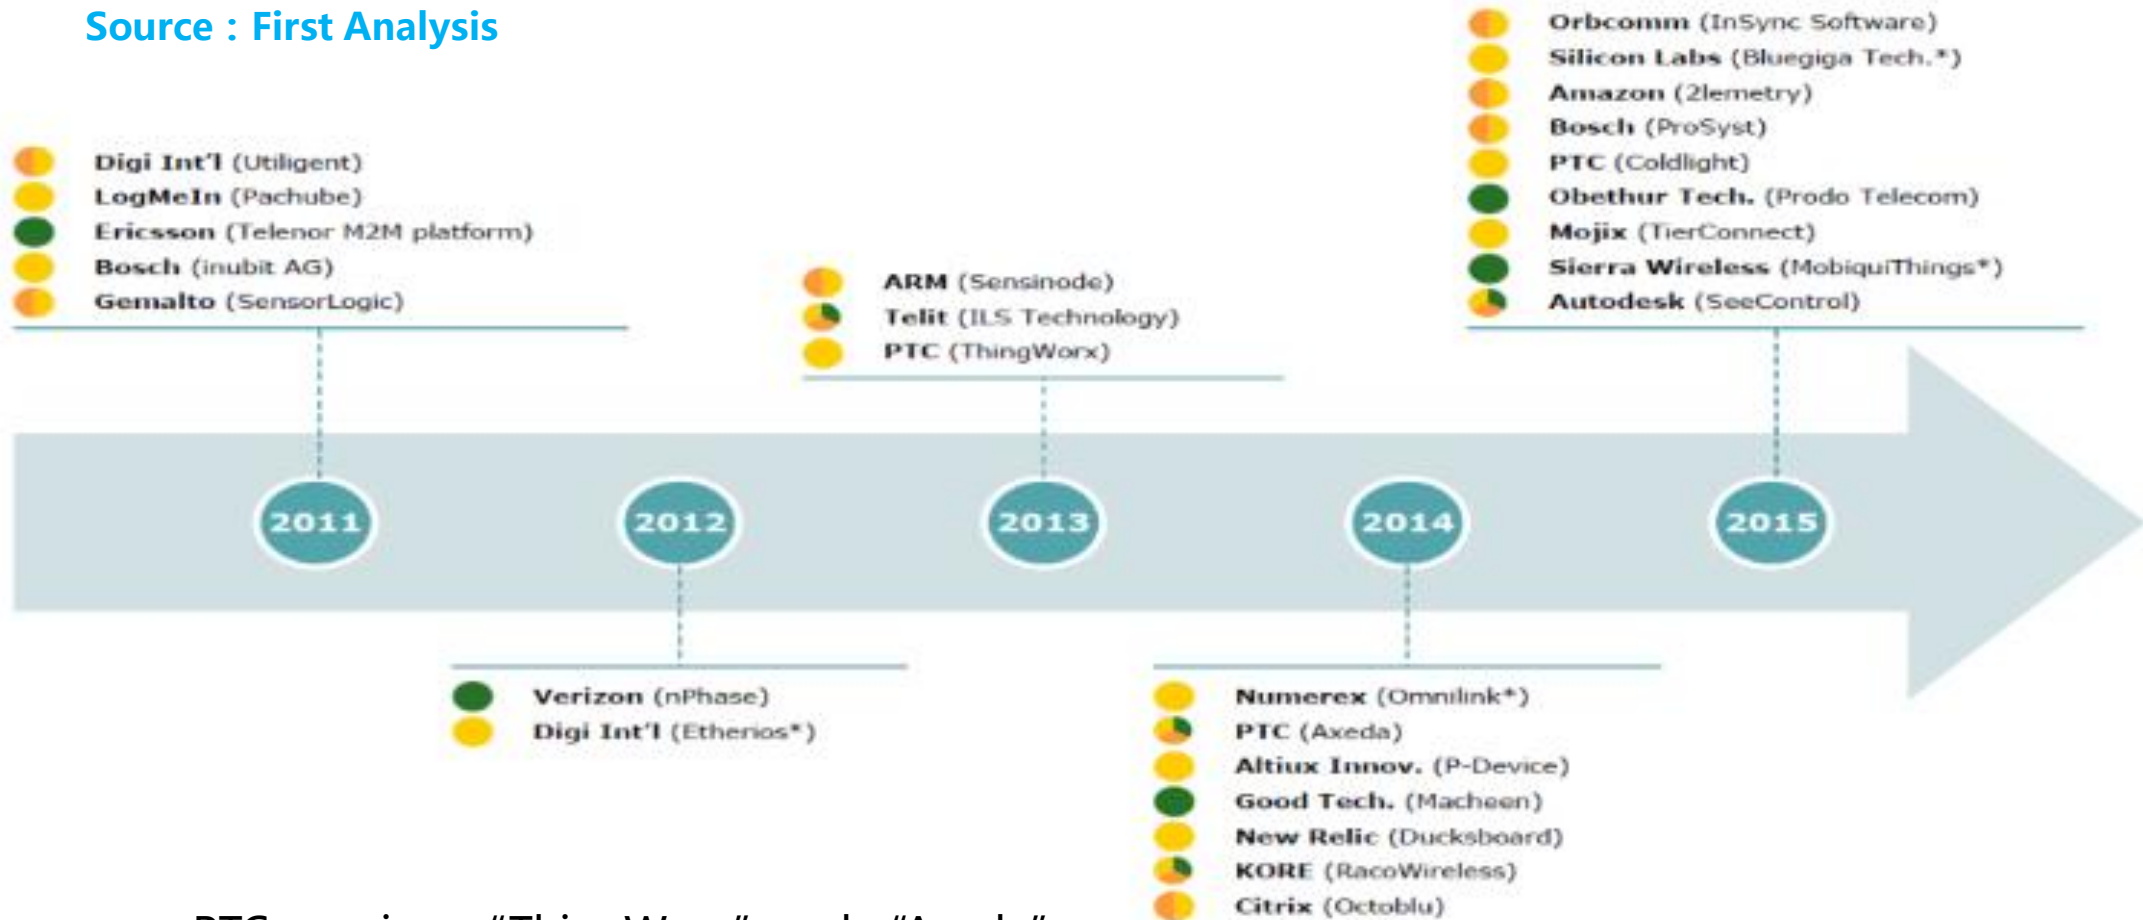 Source : First Analysis
Digi Int'l (Utiligent)
LogMeIn (Pachube)
Ericsson (Telenor M2M platform)
Bosch (inubit AG)
Gemalto (SensorLogic)
ARM (Sensinode)
Telit (ILS Technology)
PTC (ThingWorx)
Orbcomm (InSync Software)
Silicon Labs (Bluegiga Tech.*)
Amazon (2lemetry)
Bosch (ProSyst)
PTC (Coldlight)
Obethur Tech. (Prodo Telecom)
Mojix (TierConnect)
Sierra Wireless (MobiquiThings*)
Autodesk (SeeControl)
2011 2012 2013 2014 2015
Verizon (nPhase)
Digi Int'l (Etherios*)
Numerex (Omnilink*)
PTC (Axeda)
Altiux Innov. (P-Device)
Good Tech. (Macheen)
New Relic (Ducksboard)
KORE (RacoWireless)
Citrix (Octoblu)
PTC